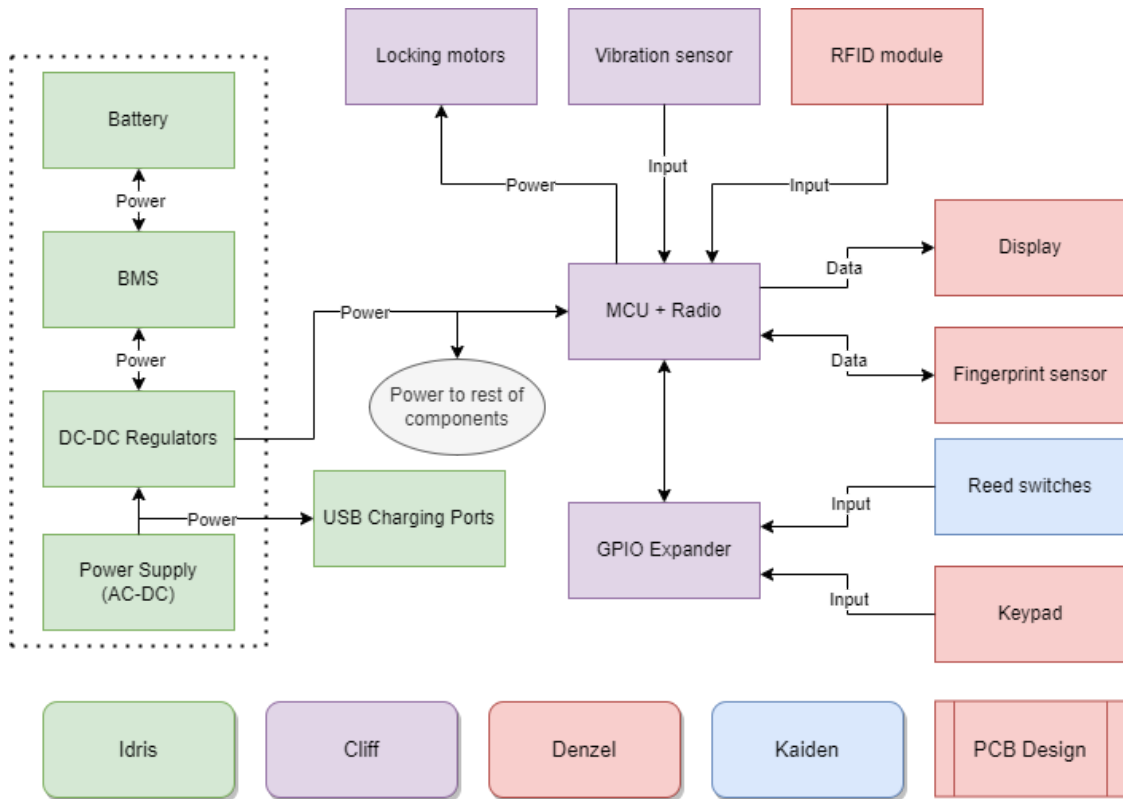 Locking motors
Vibration sensor
RFID module
Battery
Power
Input
Input
Power
Display
BMS
Data
MCU + Radio
Power
Power
Data
Fingerprint sensor
Power to rest of
components
DC-DC Regulators
Reed switches
Input
USB Charging Ports
Power
GPIO Expander
Power Supply
(AC-DC)
Input
Keypad
Idris
Cliff
Denzel
Kaiden
PCB Design